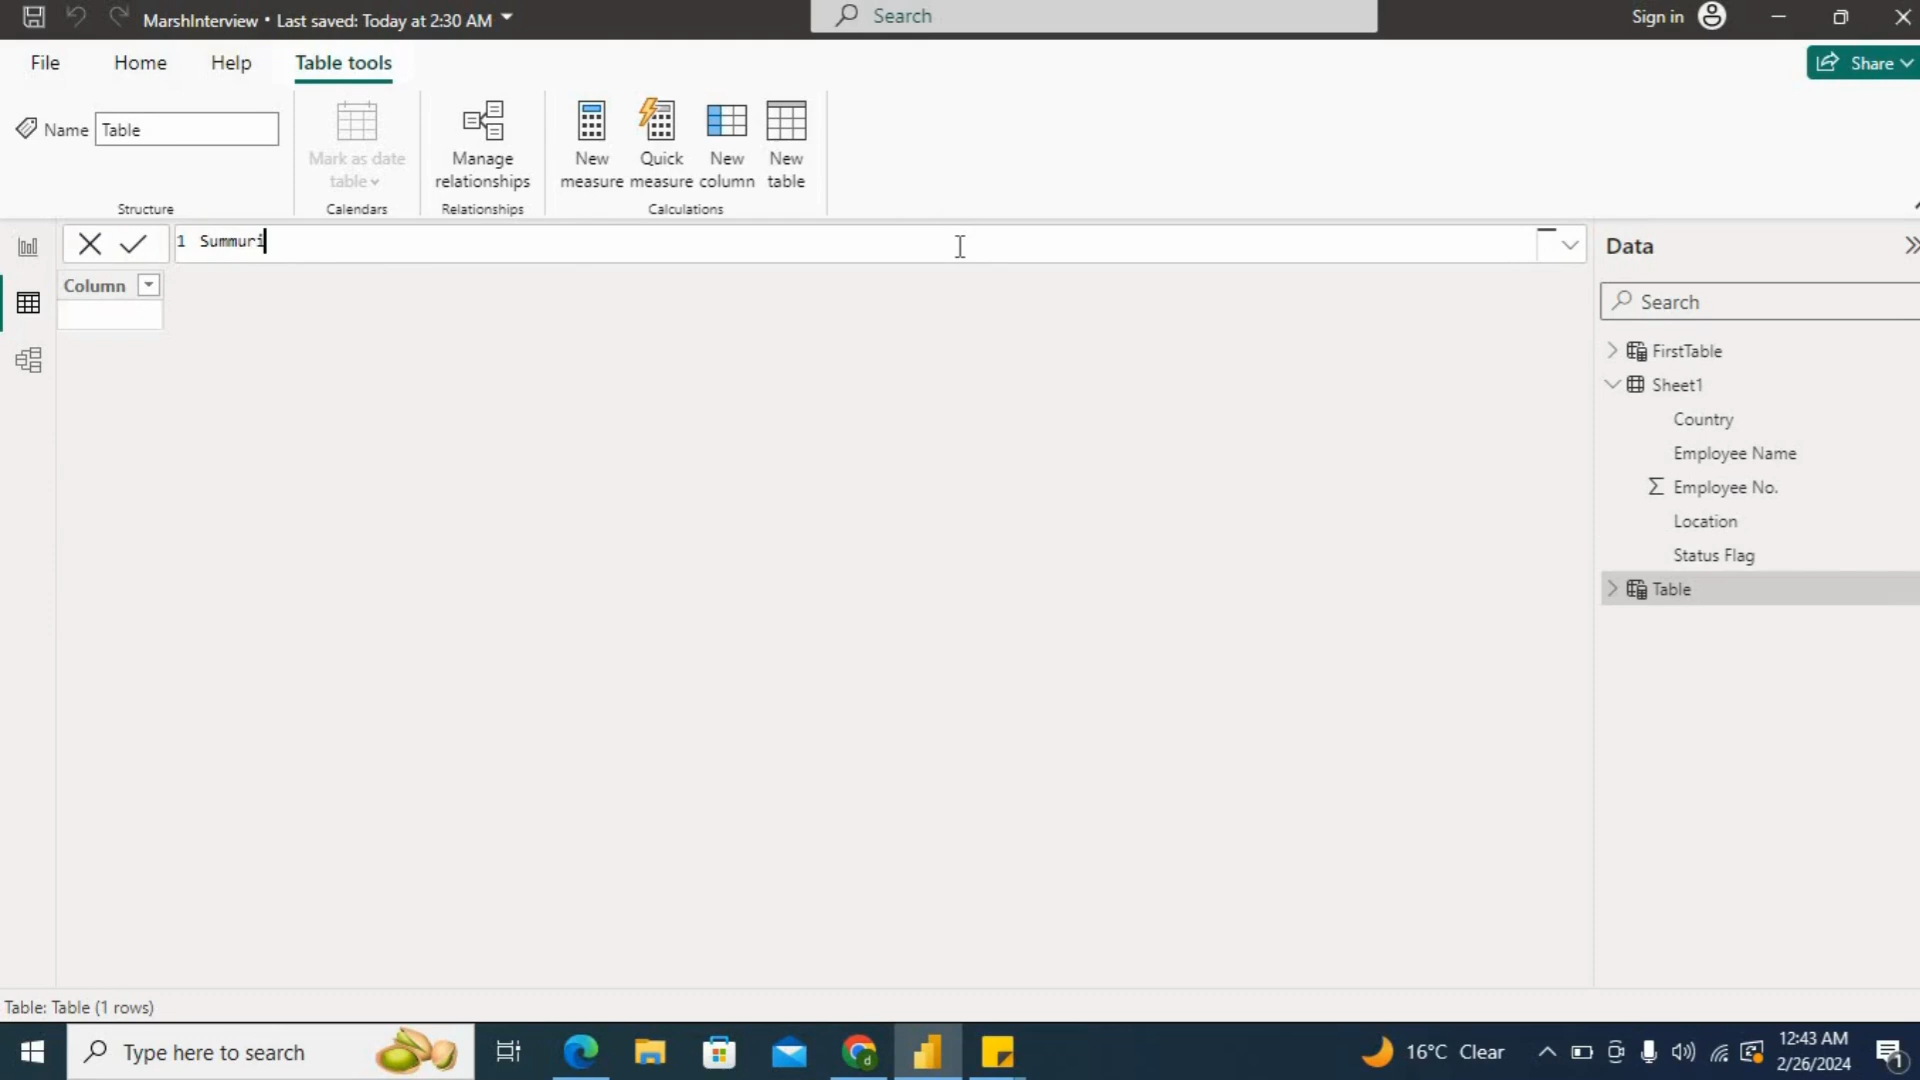 MarshInterview • Last saved: Today at 2:30 AM
Search
Sign in
File
Home
Help
Table tools
Share
Name
Table
Mark as date
table
Manage
relationships
New
measure
Quick
measure
New
column
New
table
Structure
Calendars
Relationships
Calculations
1 Summuri
Column
Data
Search
FirstTable
Sheet1
Country
Employee Name
Σ Employee No.
Location
Status Flag
Table
Table: Table (1 rows)
Type here to search
16°C Clear
12:43 AM
2/26/2024
1